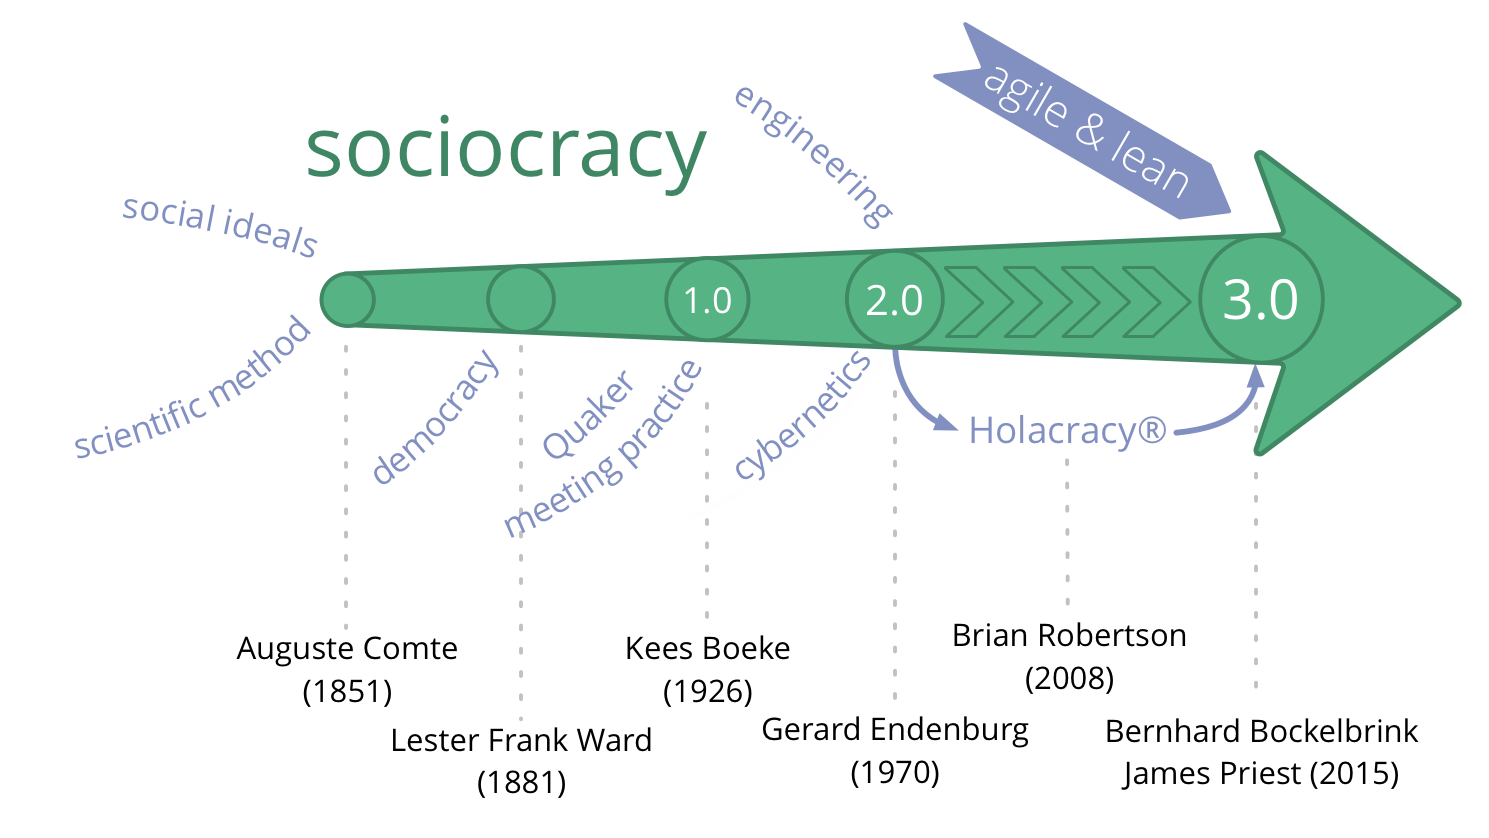 agile & lean
engineering
sociocracy
social ideals
1.0
2.0
3.0
scientific method
democracy
Quaker
meeting practice
cybernetics
Holacracy®
Auguste Comte
(1851)
Lester Frank Ward
(1881)
Kees Boeke
(1926)
Gerard Endenburg
(1970)
Brian Robertson
(2008)
Bernhard Bockelbrink
James Priest (2015)